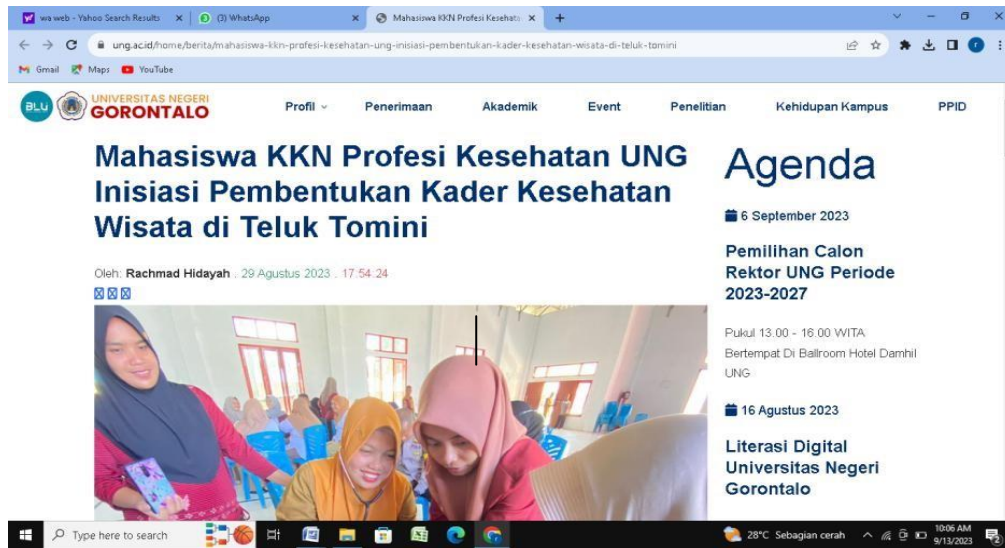 wa web - Yahoo Search Results
(3) WhatsApp
Mahasiswa KKN Profesi Kesehata
ung.ac.id/home/berita/mahasiswa-kkn-profesi-kesehatan-ung-inisiasi-pembentukan-kader-kesehatan-wisata-di-teluk-tomini
Gmail Maps YouTube
BLU UNIVERSITAS NEGERI
GORONTALO
Profil Penerimaan Akademik Event Penelitian Kehidupan Kampus PPID
Mahasiswa KKN Profesi Kesehatan UNG
Inisiasi Pembentukan Kader Kesehatan
Wisata di Teluk Tomini
Oleh: Rachmad Hidayah . 29 Agustus 2023 . 17:54:24
Agenda
6 September 2023
Pemilihan Calon
Rektor UNG Periode
2023-2027
Pukul 13.00 - 16.00 WITA
Bertempat Di Ballroom Hotel Damhil
UNG
16 Agustus 2023
Literasi Digital
Universitas Negeri
Gorontalo
Type here to search
28°C Sebagian cerah
10:06 AM
9/13/2023